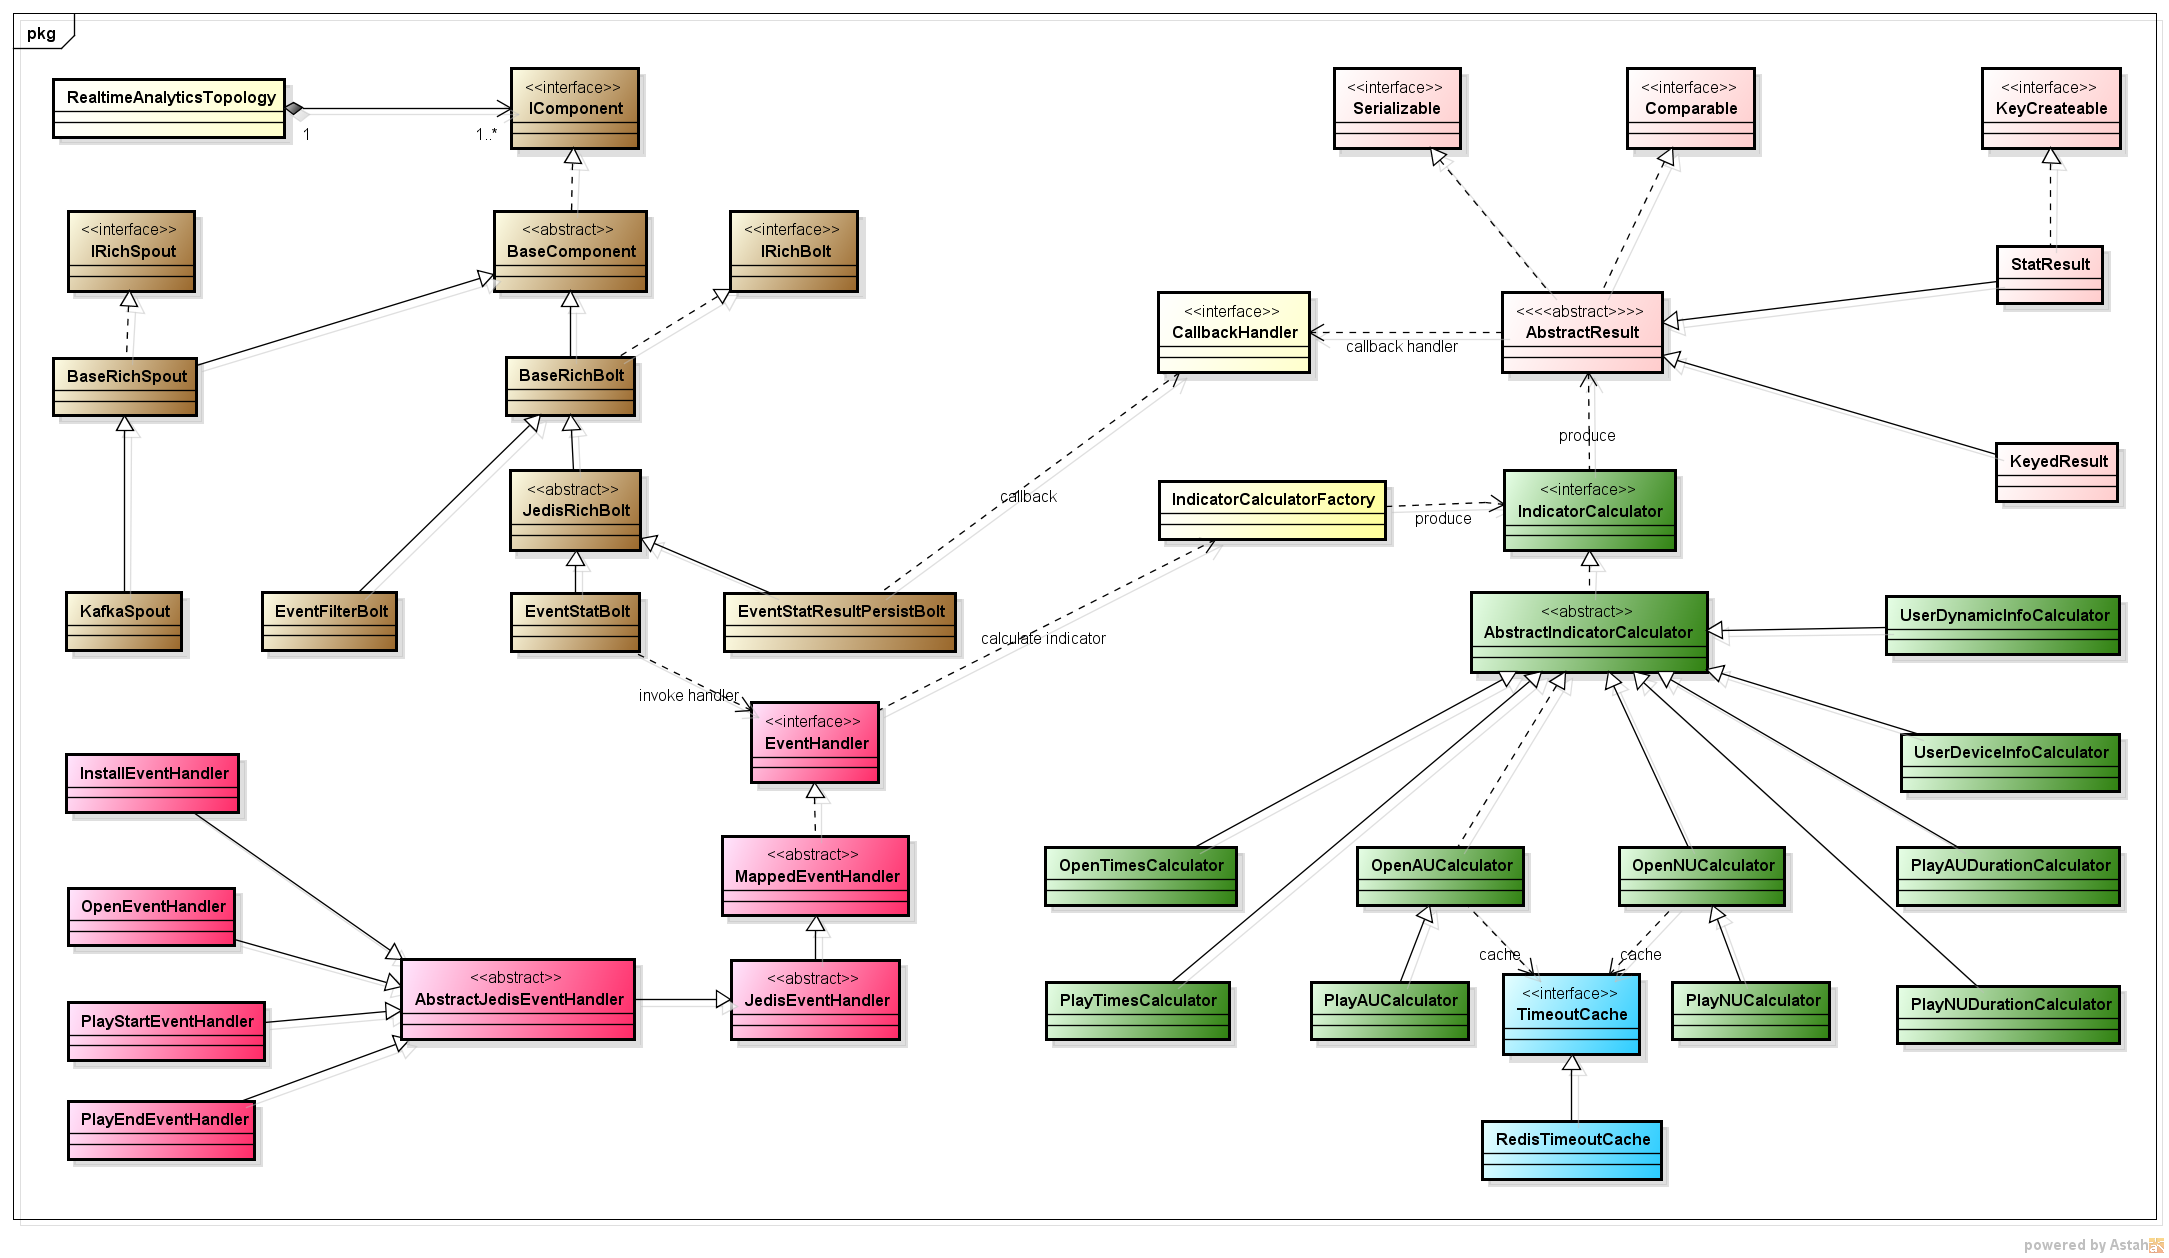 pkg
RealtimeAnalyticsTopology
1
1..*
<<interface>>
IComponent
<<interface>>
Serializable
<<interface>>
Comparable
<<interface>>
KeyCreateable
<<interface>>
IRichSpout
<<abstract>>
BaseComponent
<<interface>>
IRichBolt
StatResult
<<interface>>
CallbackHandler
callback handler
<<<<abstract>>>>
AbstractResult
BaseRichSpout
BaseRichBolt
produce
KeyedResult
<<abstract>>
JedisRichBolt
callback
IndicatorCalculatorFactory
produce
<<interface>>
IndicatorCalculator
KafkaSpout
EventFilterBolt
EventStatBolt
EventStatResultPersistBolt
calculate indicator
<<abstract>>
AbstractIndicatorCalculator
UserDynamicInfoCalculator
invoke handler
<<interface>>
EventHandler
UserDeviceInfoCalculator
InstallEventHandler
<<abstract>>
MappedEventHandler
OpenTimesCalculator
OpenAUCalculator
OpenNUCalculator
PlayAUDurationCalculator
OpenEventHandler
cache
cache
<<abstract>>
AbstractJedisEventHandler
<<abstract>>
JedisEventHandler
PlayTimesCalculator
PlayAUCalculator
<<interface>>
TimeoutCache
PlayNUCalculator
PlayNUDurationCalculator
PlayStartEventHandler
PlayEndEventHandler
RedisTimeoutCache
powered by Astah